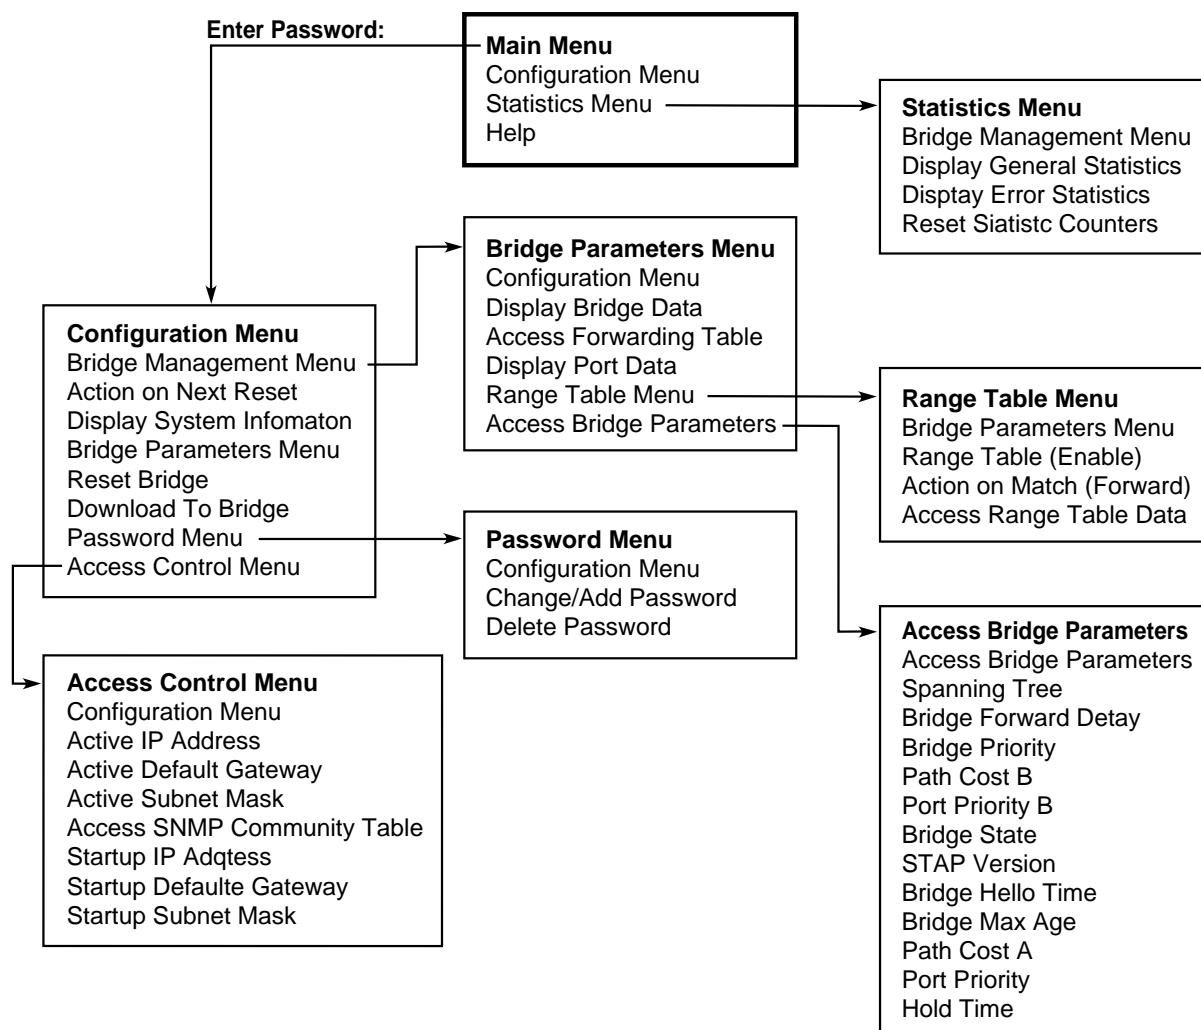 Enter Password:
Main Menu
Configuration Menu
Statistics Menu
Help
Statistics Menu
Bridge Management Menu
Display General Statistics
Disptay Error Statistics
Reset Siatistc Counters
Bridge Parameters Menu
Configuration Menu
Display Bridge Data
Access Forwarding Table
Display Port Data
Range Table Menu
Access Bridge Parameters
Configuration Menu
Bridge Management Menu
Action on Next Reset
Display System Infomaton
Bridge Parameters Menu
Reset Bridge
Download To Bridge
Password Menu
Access Control Menu
Range Table Menu
Bridge Parameters Menu
Range Table (Enable)
Action on Match (Forward)
Access Range Table Data
Password Menu
Configuration Menu
Change/Add Password
Delete Password
Access Control Menu
Configuration Menu
Active IP Address
Active Default Gateway
Active Subnet Mask
Access SNMP Community Table
Startup IP Adqtess
Startup Defaulte Gateway
Startup Subnet Mask
Access Bridge Parameters
Access Bridge Parameters
Spanning Tree
Bridge Forward Detay
Bridge Priority
Path Cost B
Port Priority B
Bridge State
STAP Version
Bridge Hello Time
Bridge Max Age
Path Cost A
Port Priority
Hold Time